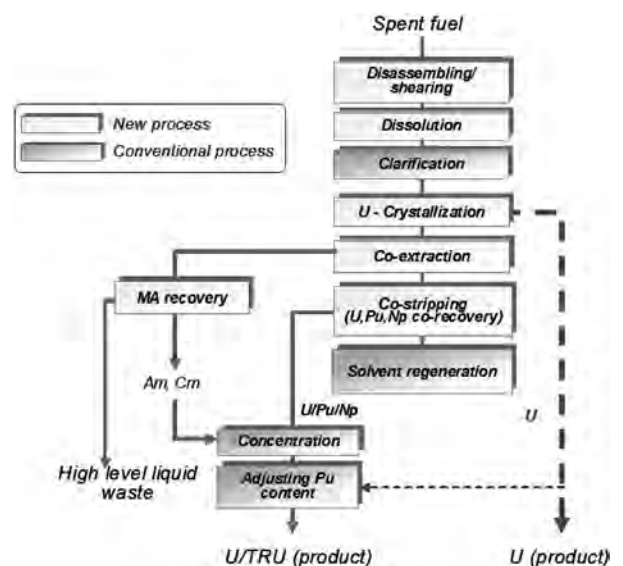 Spent fuel
Disassembling/
shearing
New process
Conventional process
Dissolution
Clarification
U - Crystallization
Co-extraction
MA recovery
Co-stripping
(U,Pu,Np co-recovery)
Solvent regeneration
Am, Cm
U/Pu/Np
U
Concentration
High level liquid
waste
Adjusting Pu
content
U/TRU (product)
U (product)